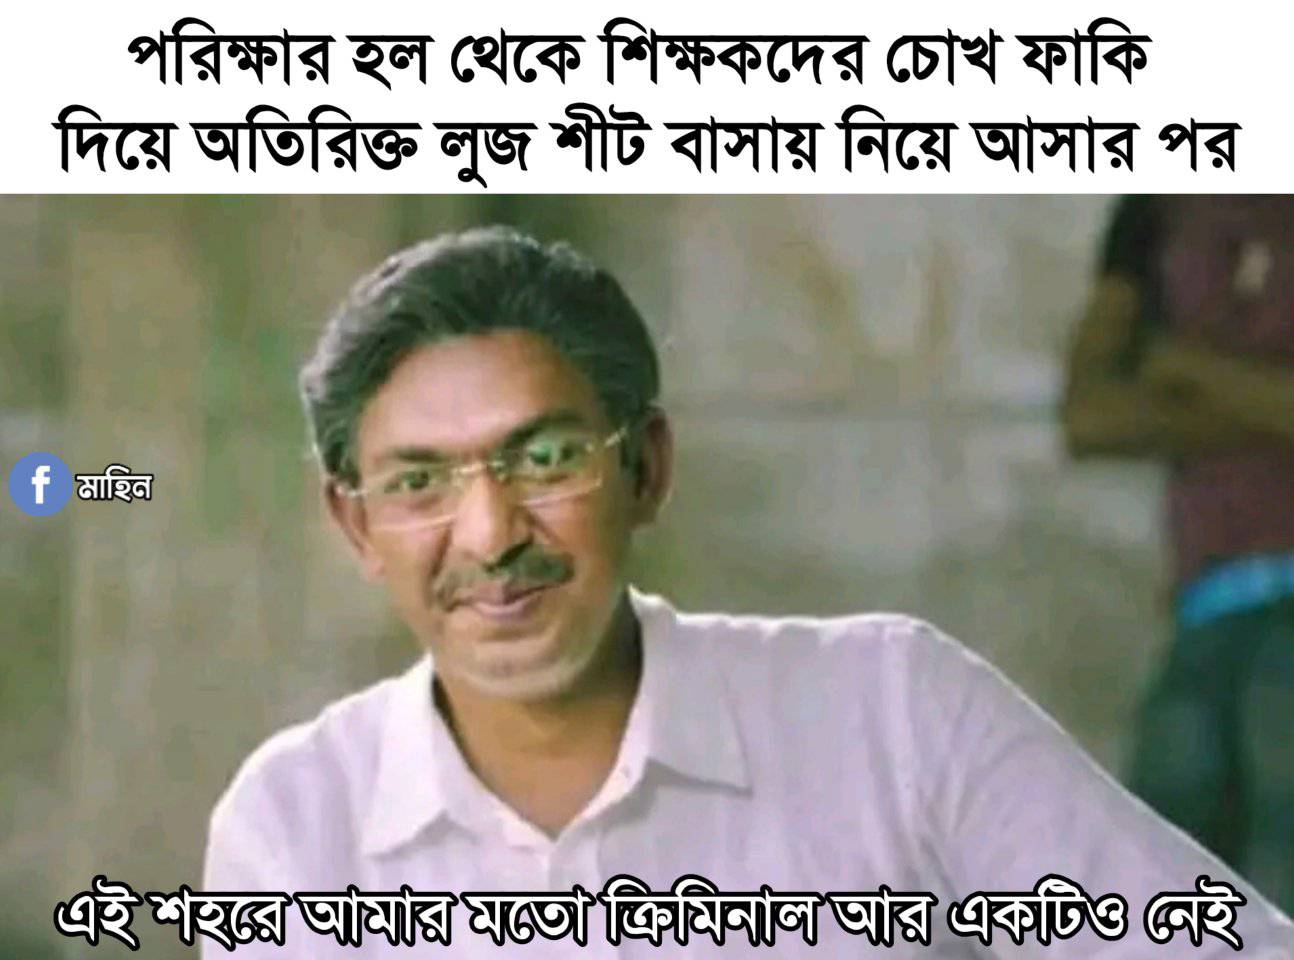 পরিক্ষার হল থেকে শিক্ষকদের চোখ ফাকি
দিয়ে অতিরিক্ত লুজ শীট বাসায় নিয়ে আসার পর
f মাহিন
এই শহরে আমার মতো ক্রিমিনাল আর একটিও নেই